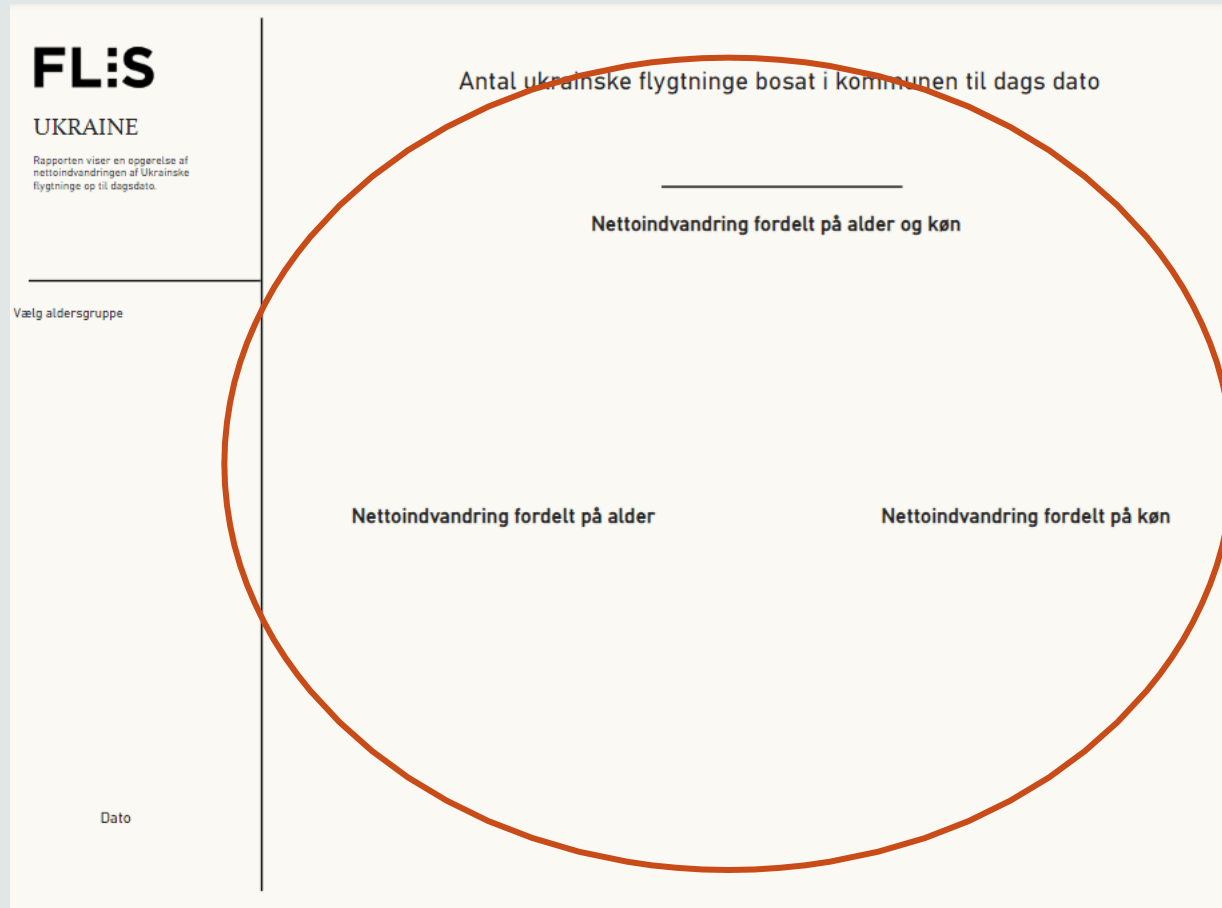 FLIS
UKRAINE
Rapporten viser en opgørelse af
nettoindvandringen af Ukrainske
flygtninge op til dagsdato.
Vælg aldersgruppe
Dato
Antal ukrainske flygtninge bosat i kommunen til dags dato
Nettoindvandring fordelt på alder og køn
Nettoindvandring fordelt på alder
Nettoindvandring fordelt på køn